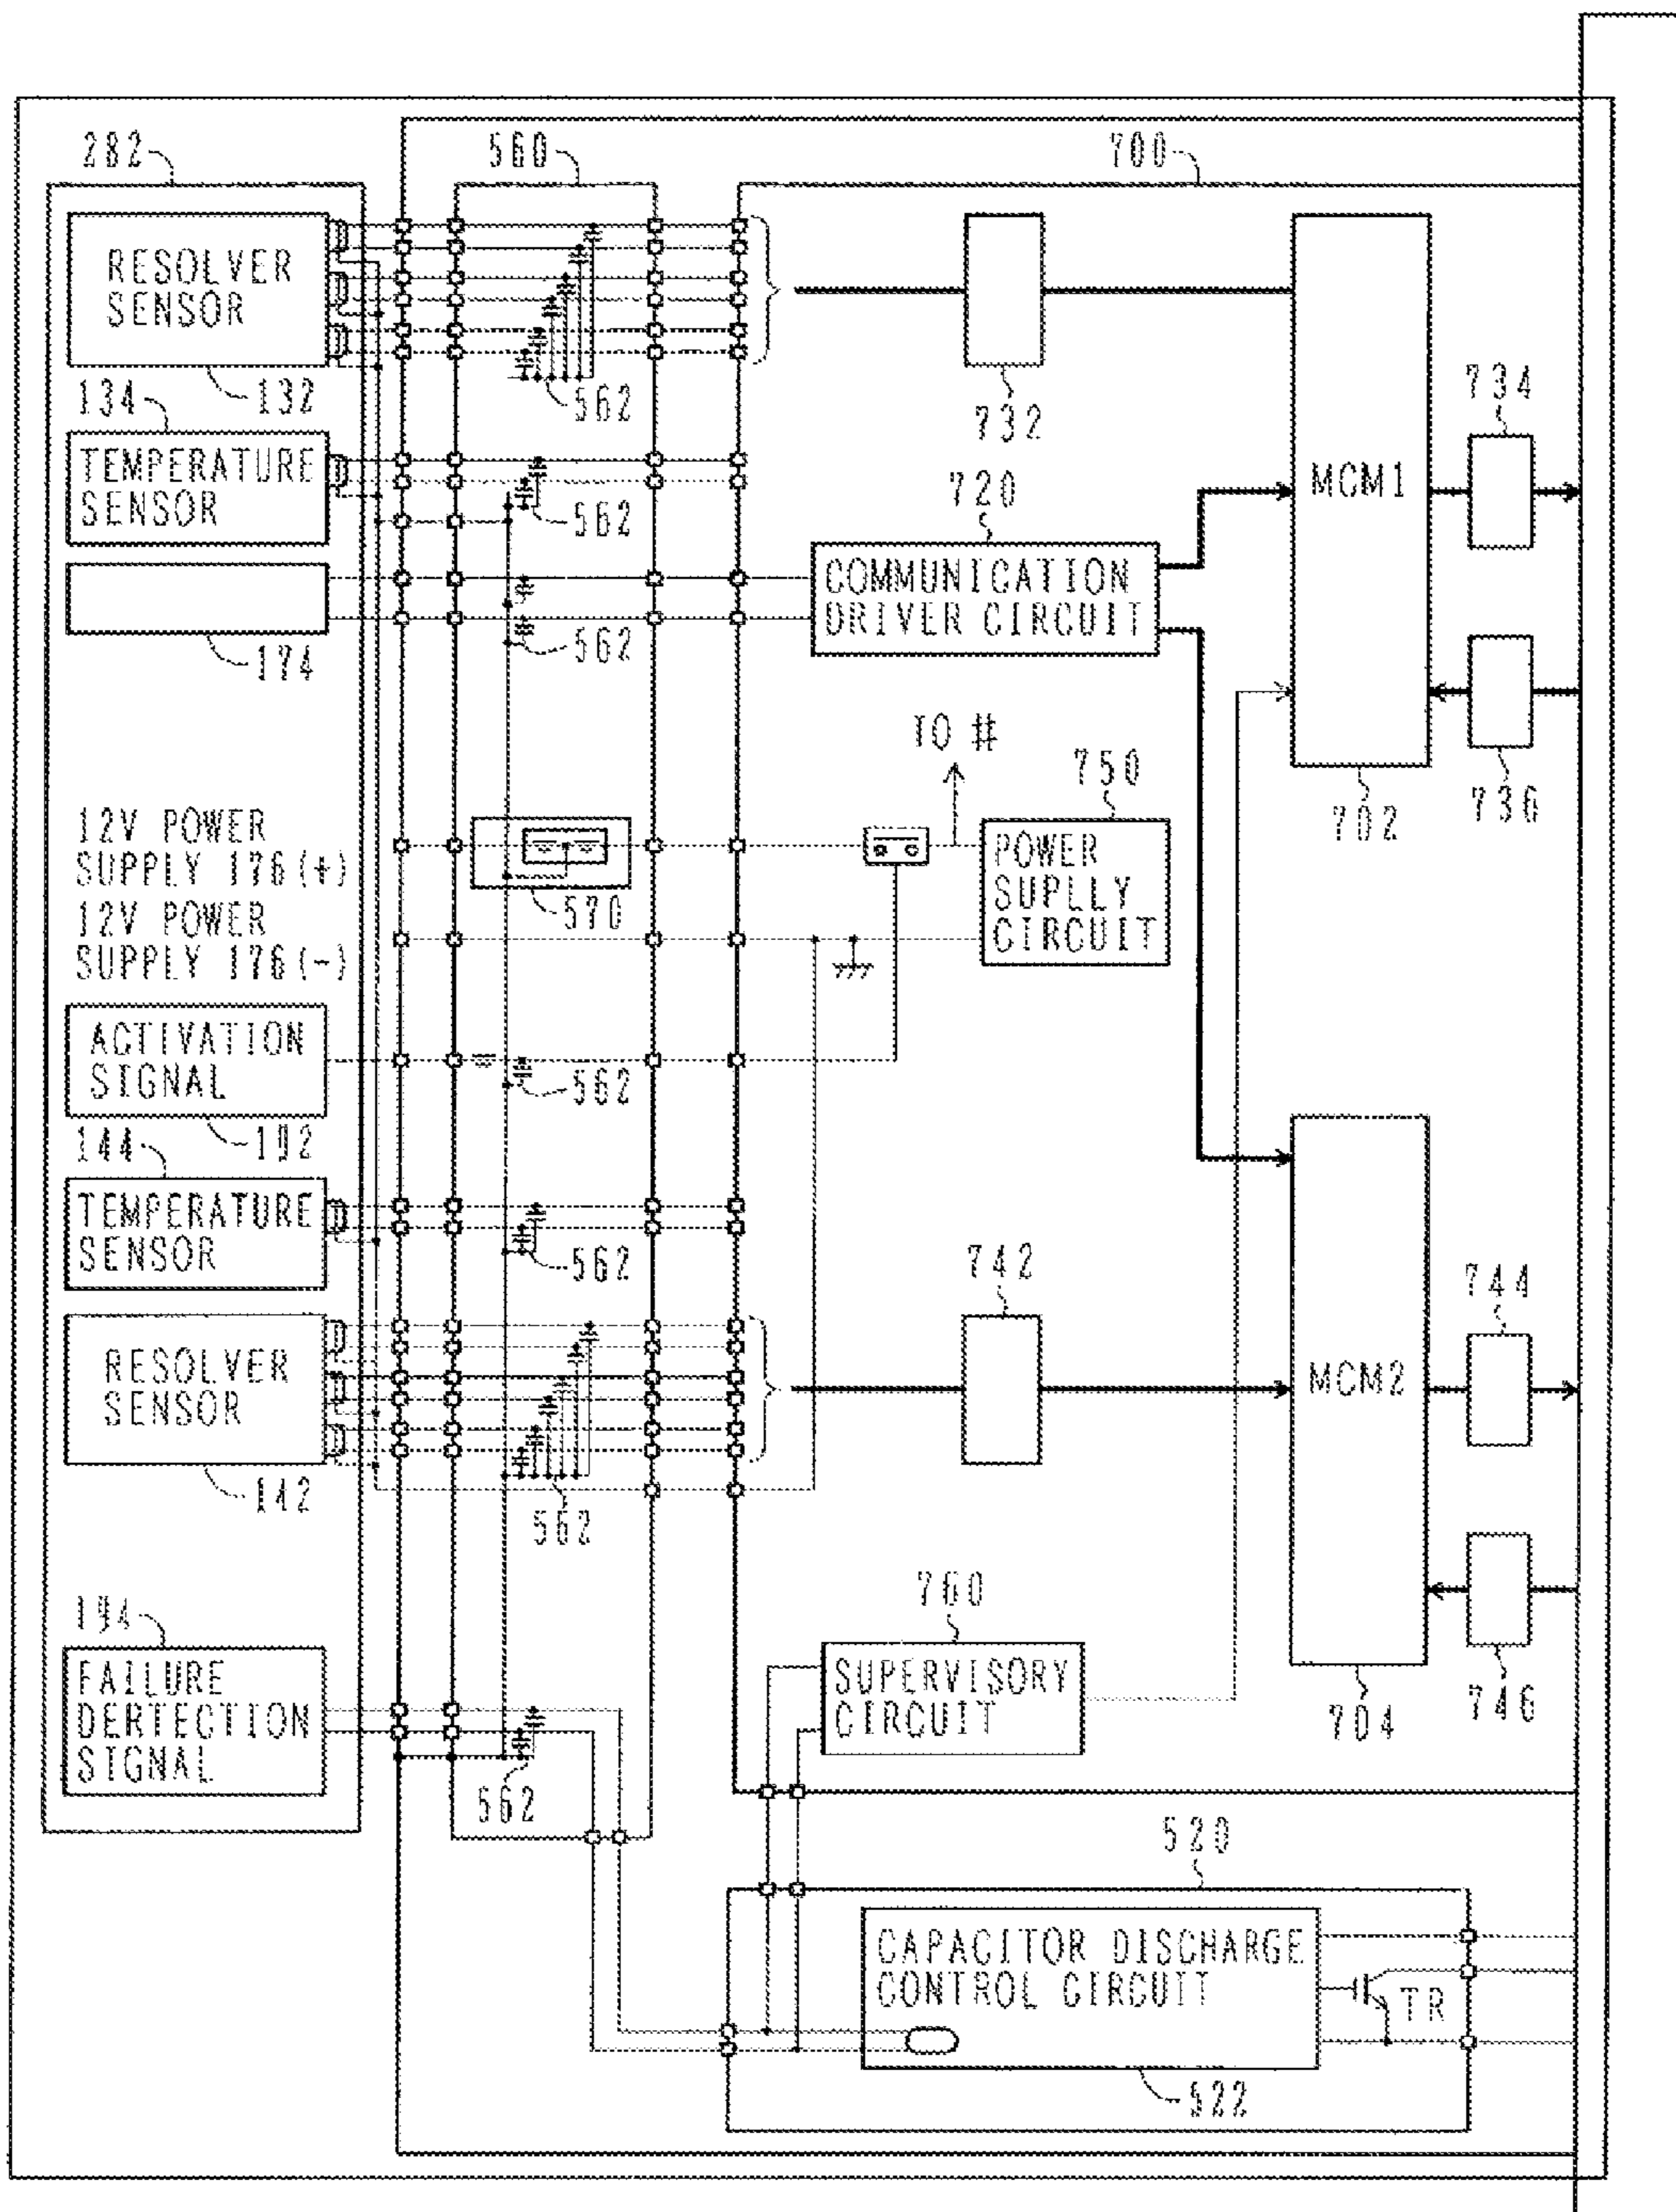 282
560
700
RESOLVER
SENSOR
132
562
732
734
134
TEMPERATURE
SENSOR
562
720
MCM1
COMMUNICATION
DRIVER CIRCUIT
174
562
TO #
750
702
736
12V POWER
SUPPLY 176(+)
12V POWER
SUPPLY 176(-)
570
POWER
SUPLLY
CIRCUIT
ACTIVATION
SIGNAL
562
192
144
TEMPERATURE
SENSOR
562
742
744
RESOLVER
SENSOR
MCM2
142
562
194
760
FAILURE
DERTECTION
SIGNAL
SUPERVISORY
CIRCUIT
704
746
562
520
CAPACITOR DISCHARGE
CONTROL CIRCUIT
TR
522